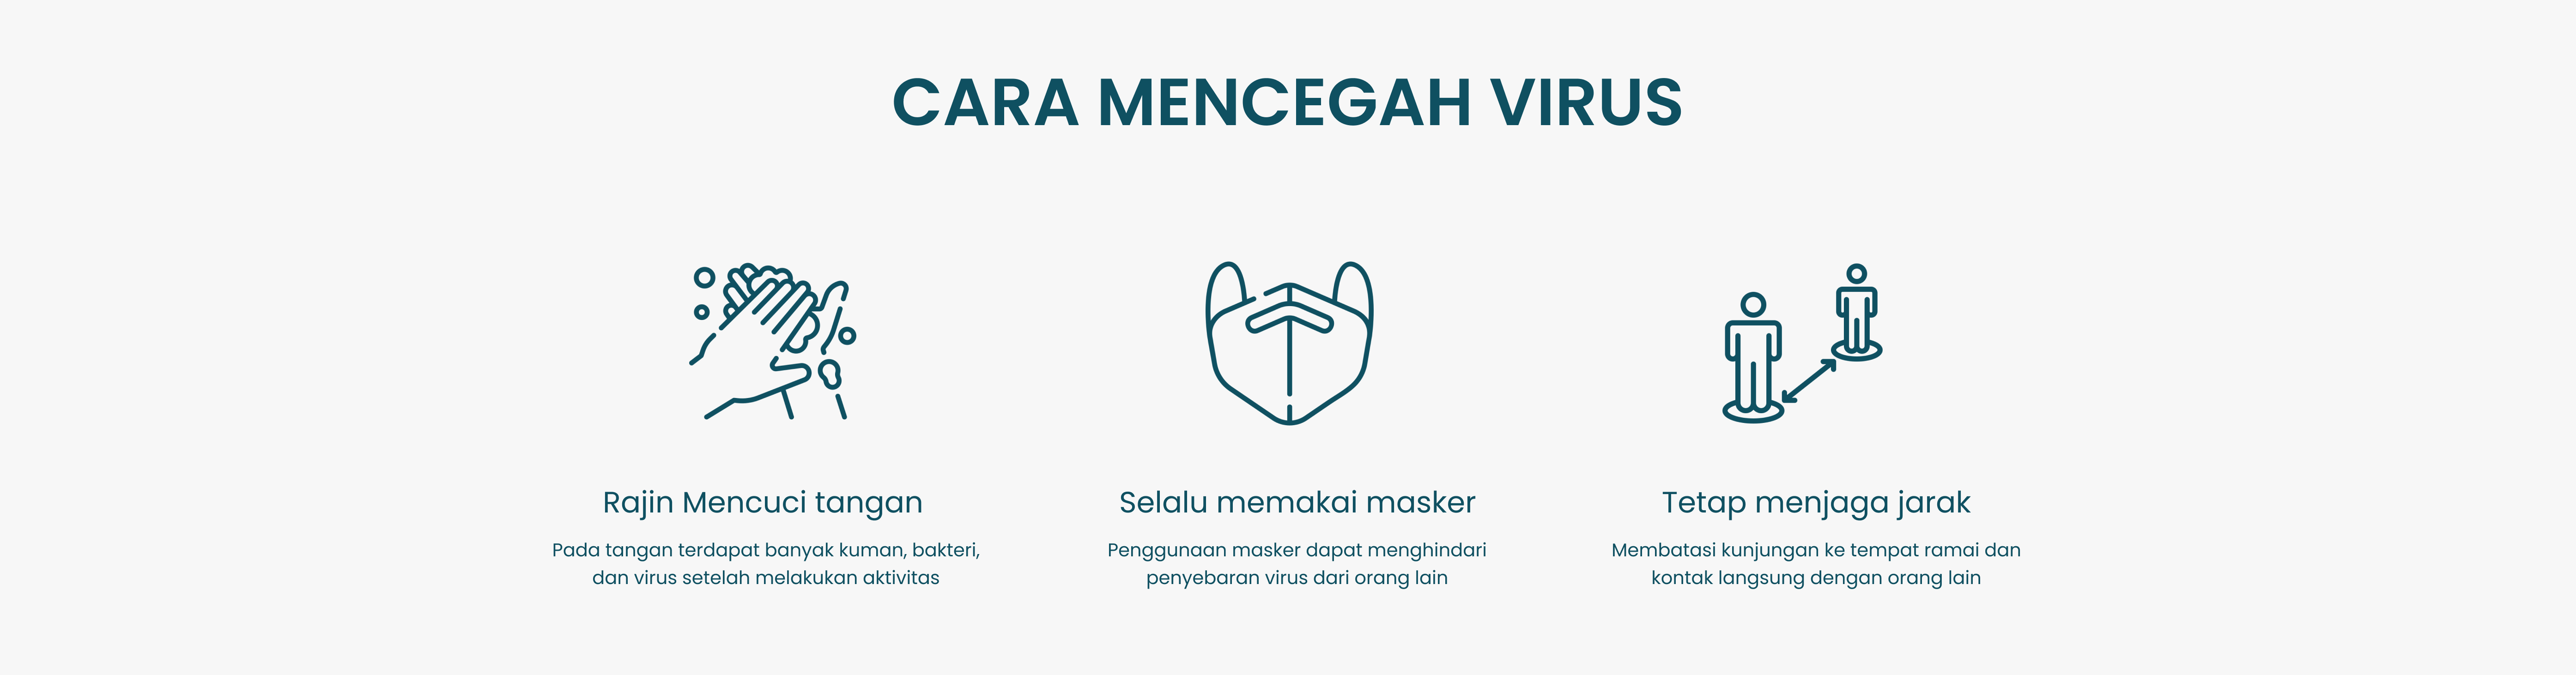 CARA MENCEGAH VIRUS
Rajin Mencuci tangan
Pada tangan terdapat banyak kuman, bakteri,
dan virus setelah melakukan aktivitas
Selalu memakai masker
Penggunaan masker dapat menghindari
penyebaran virus dari orang lain
Tetap menjaga jarak
Membatasi kunjungan ke tempat ramai dan
kontak langsung dengan orang lain